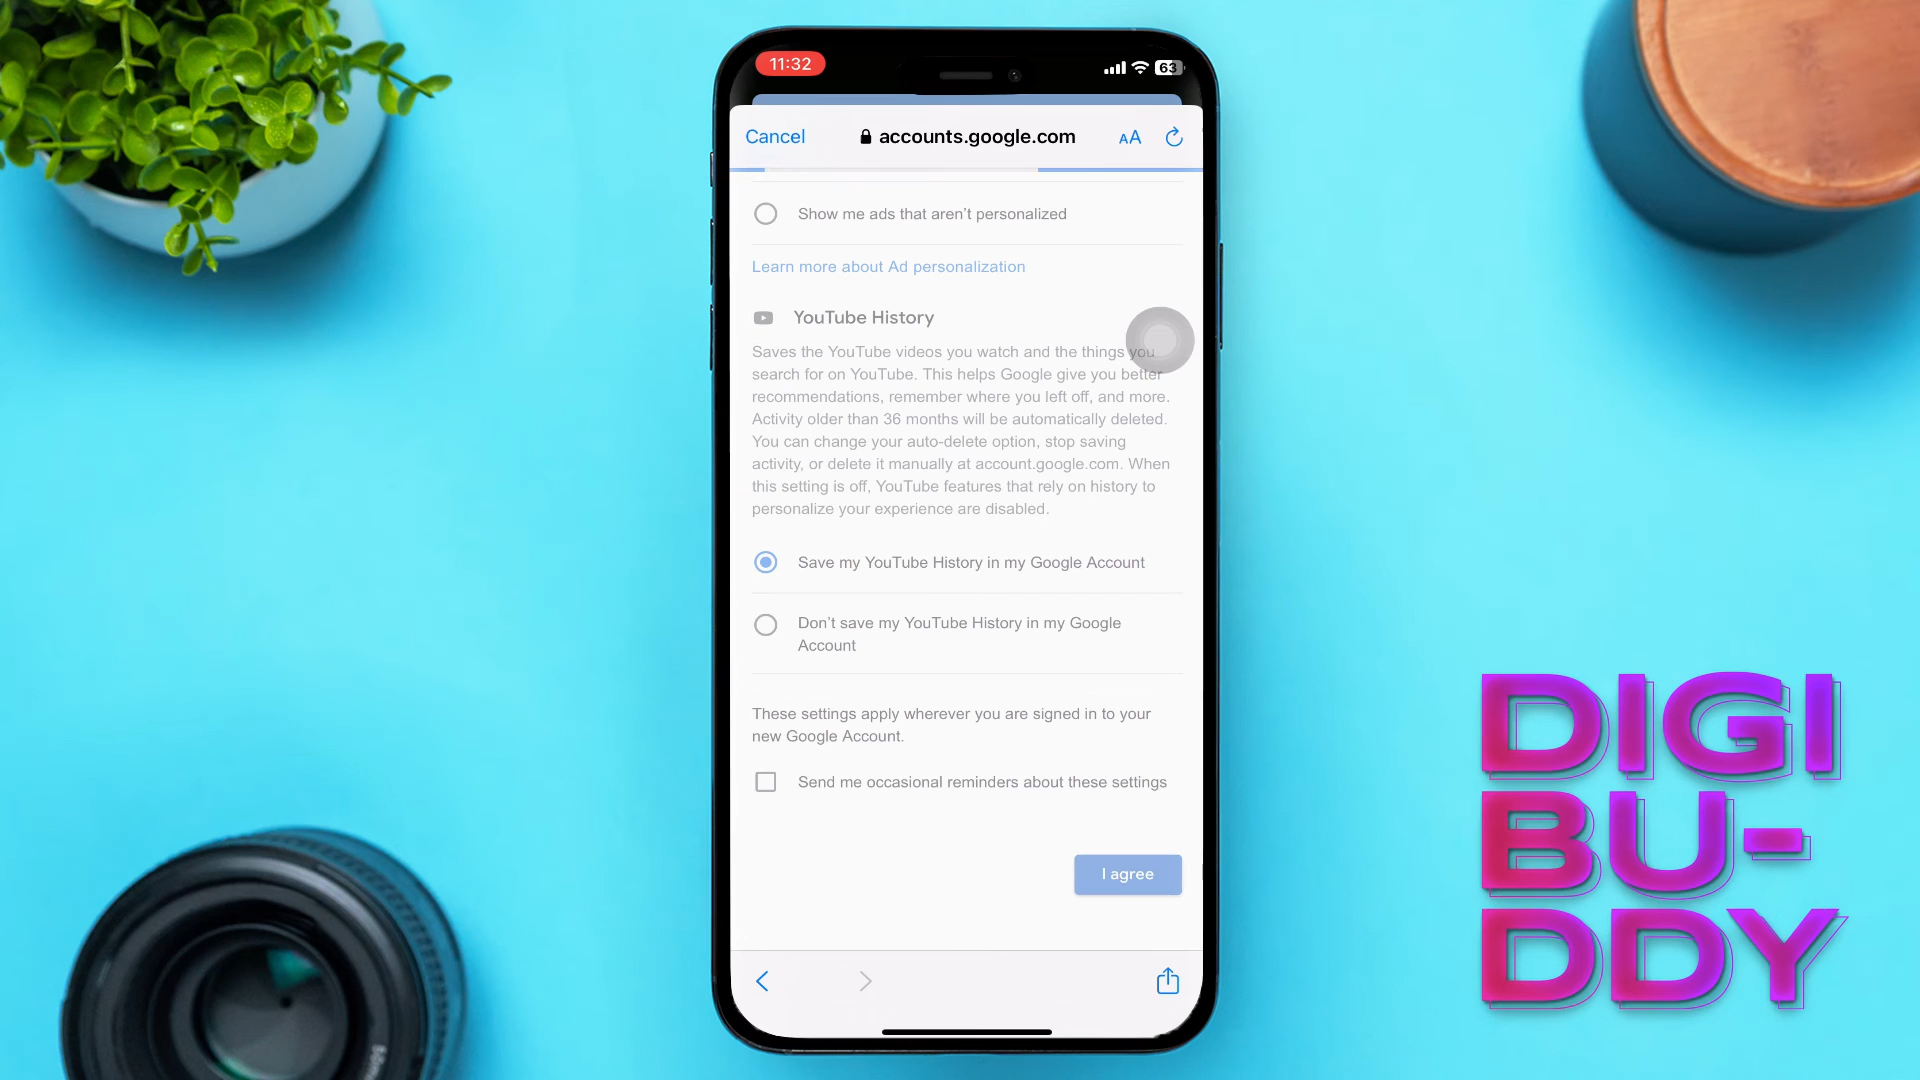 11:32
63
Cancel
accounts.google.com
AA
Show me ads that aren't personalized
Learn more about Ad personalization
YouTube History
Saves the YouTube videos you watch and the things you
search for on YouTube. This helps Google give you better
recommendations, remember where you left off, and more.
Activity older than 36 months will be automatically deleted.
You can change your auto-delete option, stop saving
activity, or delete it manually at account.google.com. When
this setting is off, YouTube features that rely on history to
personalize your experience are disabled.
Save my YouTube History in my Google Account
Don't save my YouTube History in my Google
Account
These settings apply wherever you are signed in to your
new Google Account.
Send me occasional reminders about these settings
I agree
DIGI
BU-
DDY